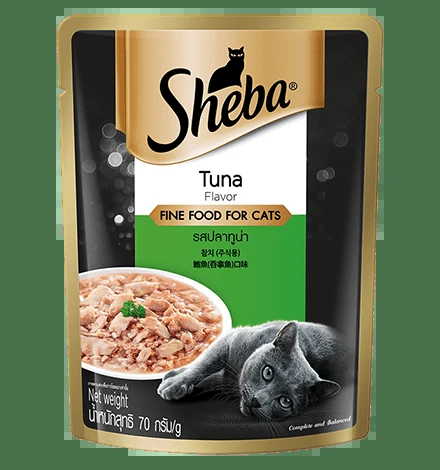 Sheba®
Tuna
Flavor
FINE FOOD FOR CATS
รสปลาทูน่า
참치 (주식용)
鮪魚(吞拿魚)口味
Net weight
น้ำหนักสุทธิ 70 กรัม/g
Complete and Balanced